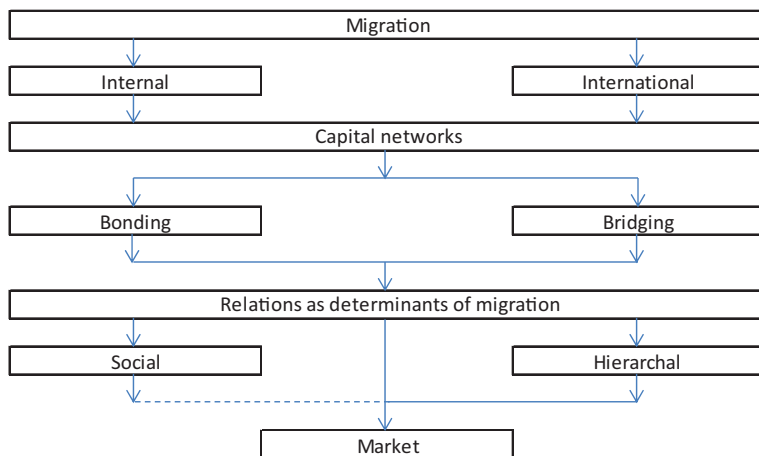 Migration
Internal
International
Capital networks
Bonding
Bridging
Relations as determinants of migration
Social
Hierarchal
Market